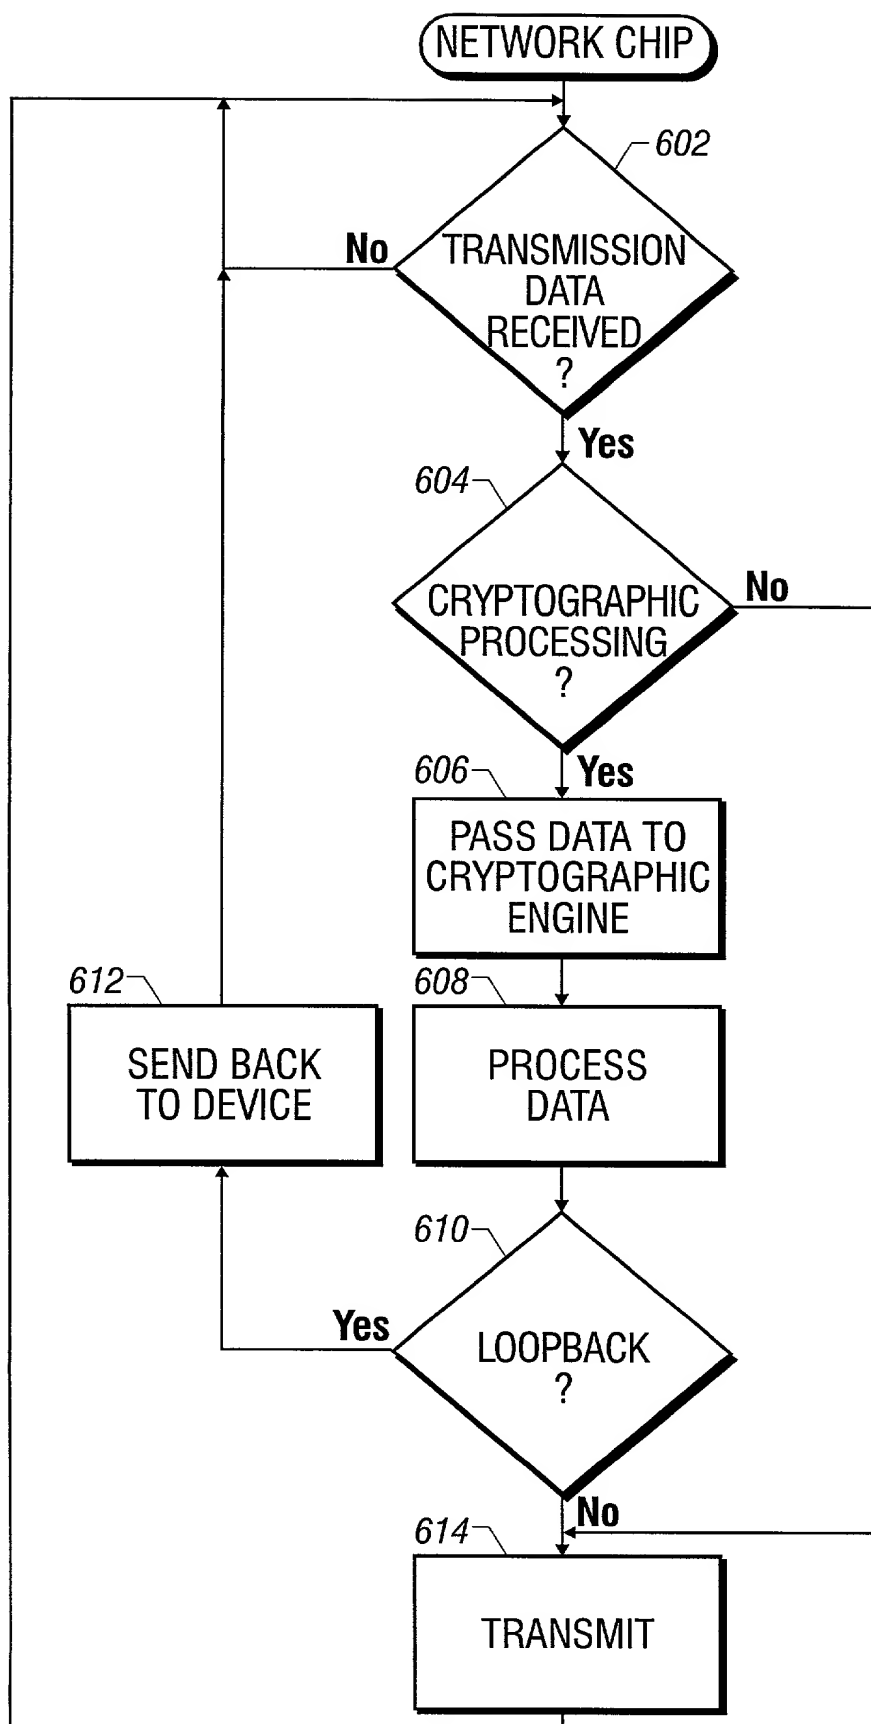 NETWORK CHIP
602
No
TRANSMISSION
DATA
RECEIVED
?
Yes
604
CRYPTOGRAPHIC
PROCESSING
?
No
Yes
606
PASS DATA TO
CRYPTOGRAPHIC
ENGINE
612
608
SEND BACK
TO DEVICE
PROCESS
DATA
610
Yes
LOOPBACK
?
No
614
TRANSMIT